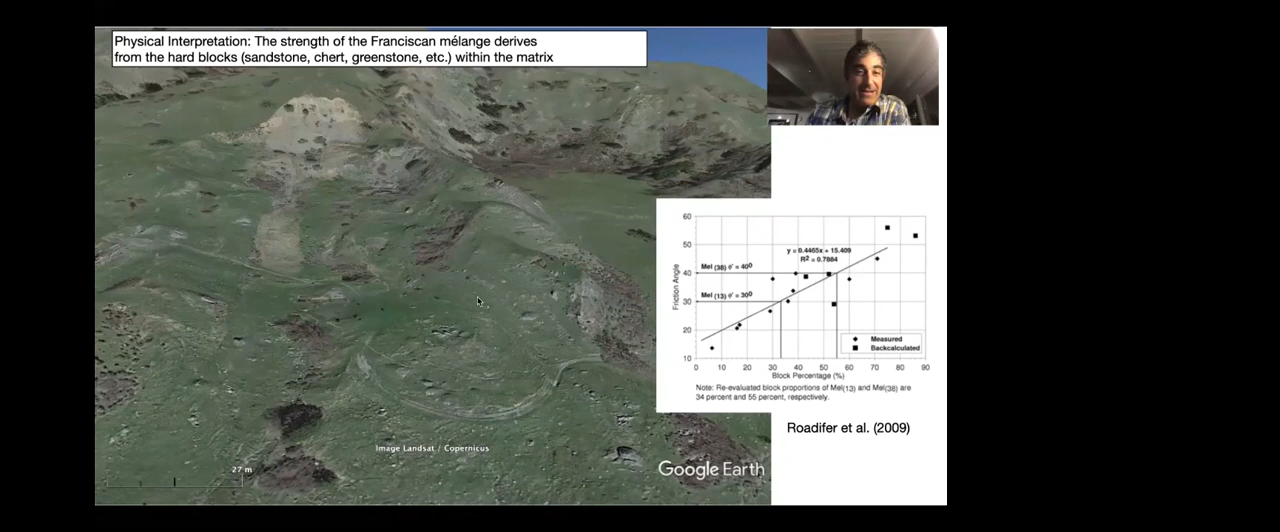 Physical Interpretation: The strength of the Franciscan mélange derives
from the hard blocks (sandstone, chert, greenstone, etc.) within the matrix
60
50
40
30
20
10
Friction Angle
y = 0.4465x + 15.409
R² = 0.7884
Mel (38) φ' = 40⁰
Mel (13) φ' = 30⁰
Measured
Backcalculated
0 10 20 30 40 50 60 70 80 90
Block Percentage (%)
Note: Re-evaluated block proportions of Mel(13) and Mel(38) are
34 percent and 55 percent, respectively.
Roadifer et al. (2009)
Image Landsat / Copernicus
Google Earth
27 m